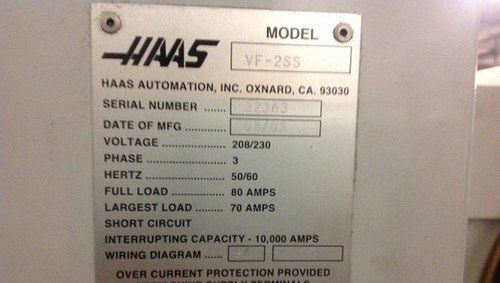 MODEL
HAAS VF-2SS
HAAS AUTOMATION, INC. OXNARD, CA. 93030
SERIAL NUMBER ...... 32363
DATE OF MFG ............
VOLTAGE .................... 208/230
PHASE ......................... 3
HERTZ ......................... 50/60
FULL LOAD ................. 80 AMPS
LARGEST LOAD ........ 70 AMPS
SHORT CIRCUIT
INTERRUPTING CAPACITY - 10,000 AMPS
WIRING DIAGRAM ......
OVER CURRENT PROTECTION PROVIDED